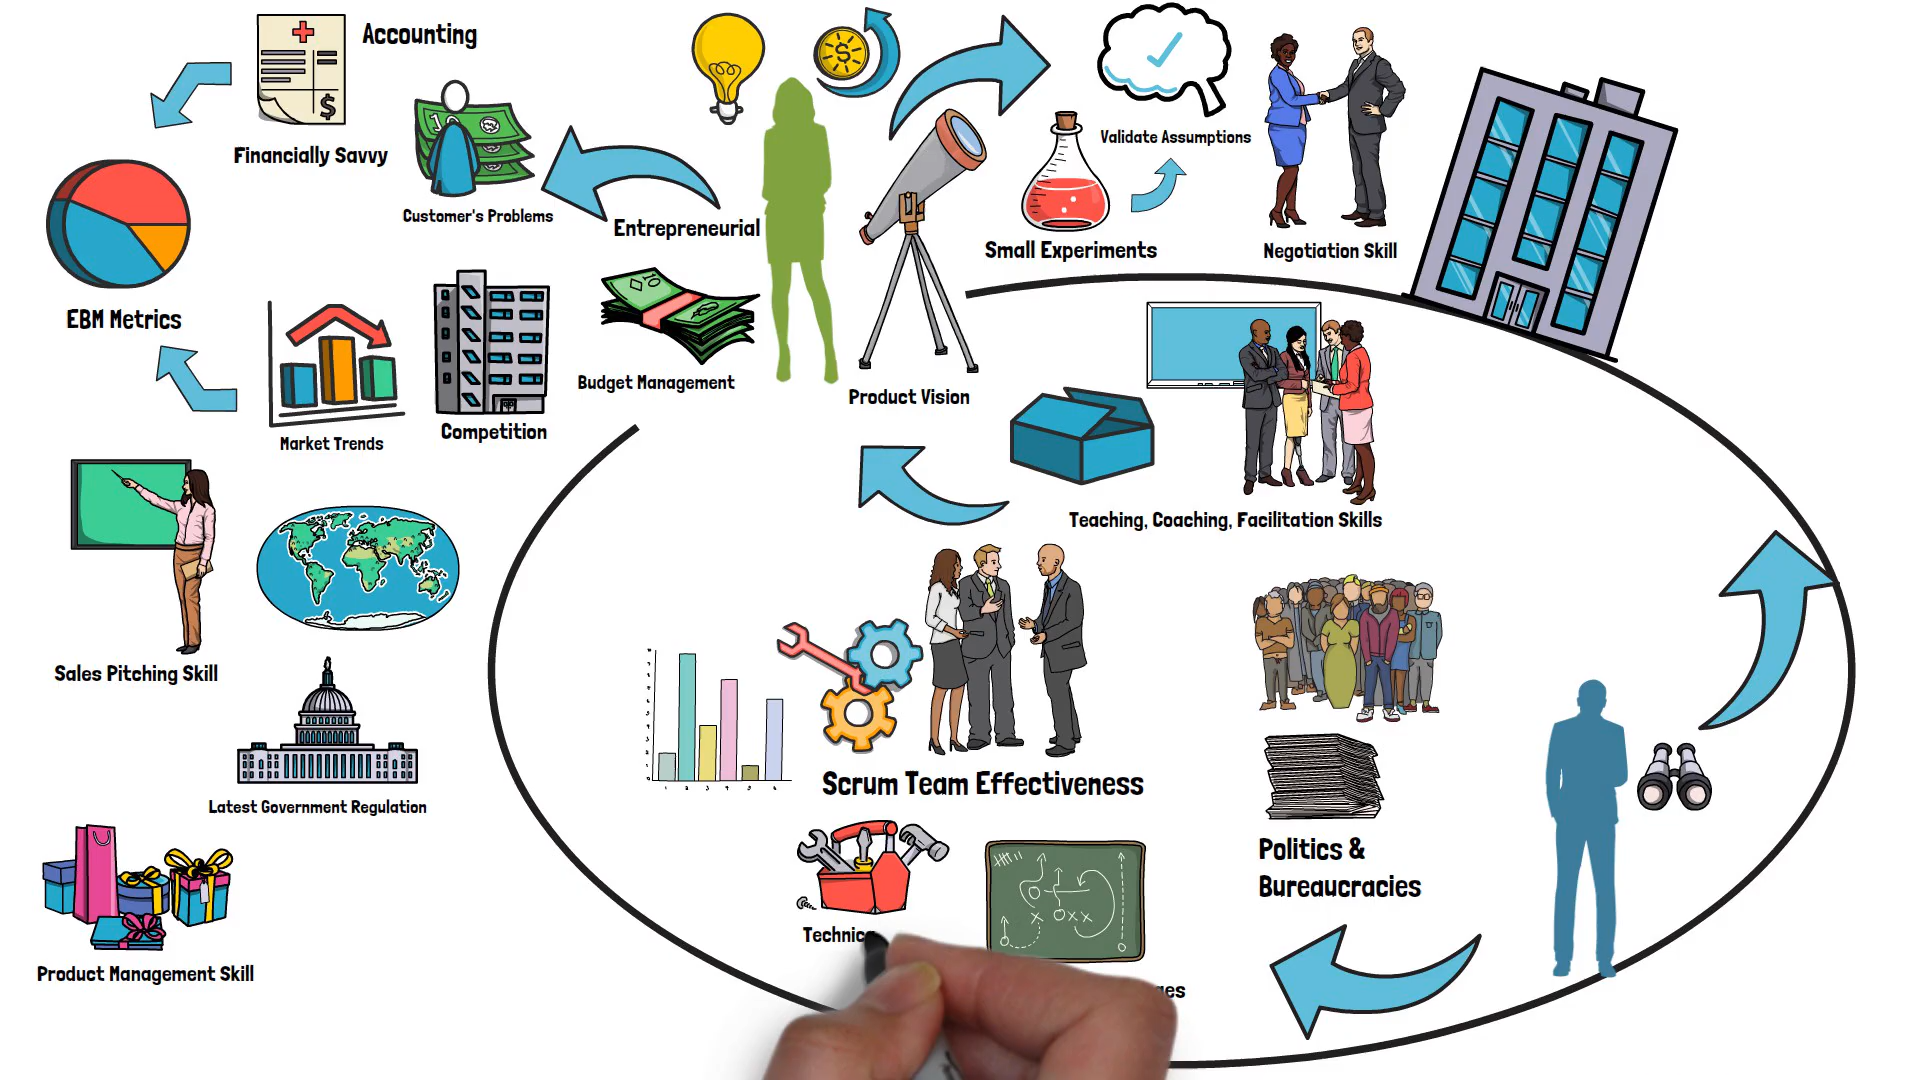 Accounting
Financially Savvy
Customer's Problems
Entrepreneurial
Validate Assumptions
Small Experiments
Negotiation Skill
EBM Metrics
Market Trends
Competition
Budget Management
Product Vision
Teaching, Coaching, Facilitation Skills
Sales Pitching Skill
Latest Government Regulation
Scrum Team Effectiveness
Politics &
Bureaucracies
Technic
Product Management Skill